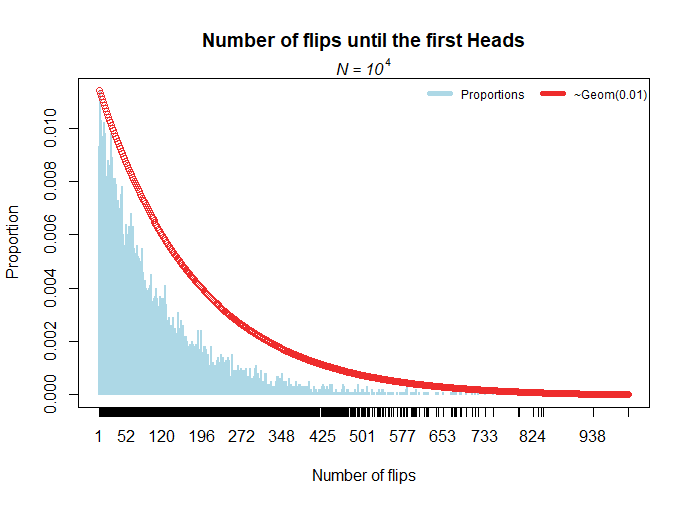 Number of flips until the first Heads
N = 10^4
Proportions ~Geom(0.01)
Proportion
0.000 0.002 0.004 0.006 0.008 0.010
1 52 120 196 272 348 425 501 577 653 733 824 938
Number of flips